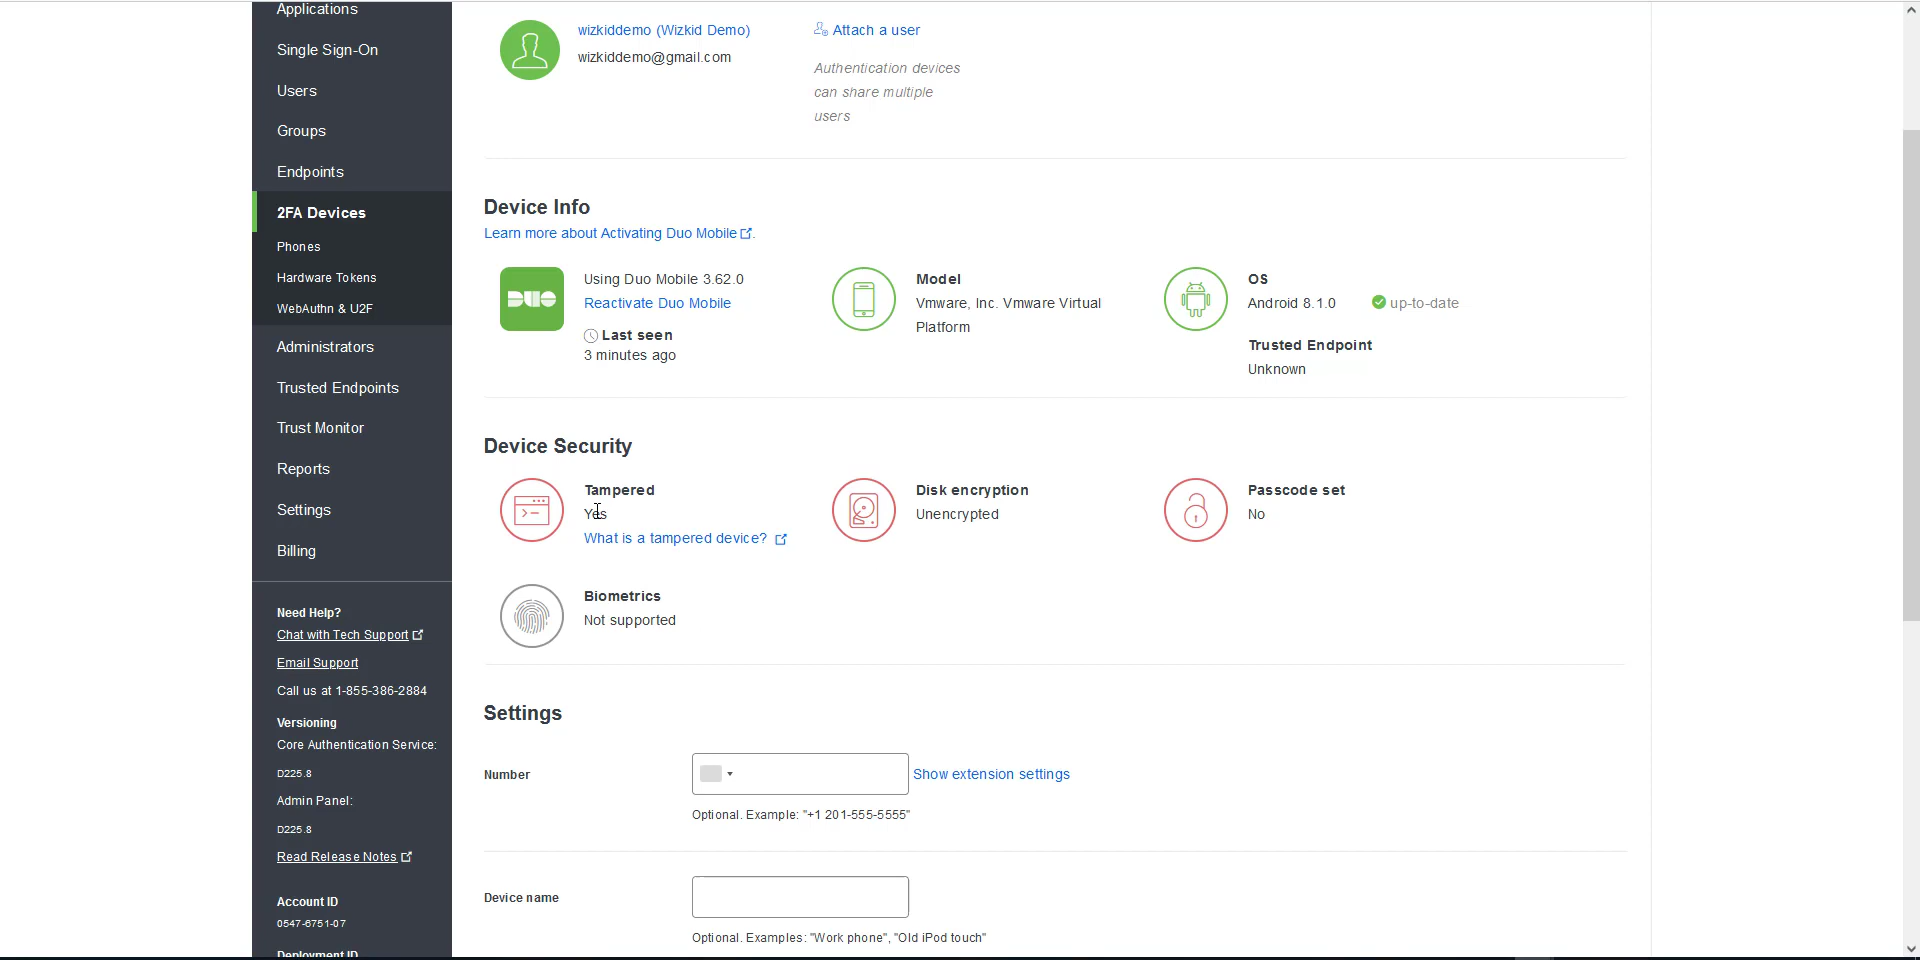 Applications
Single Sign-On
Users
Groups
Endpoints
2FA Devices
Phones
Hardware Tokens
WebAuthn & U2F
Administrators
Trusted Endpoints
Trust Monitor
Reports
Settings
Billing
Need Help?
Chat with Tech Support
Email Support
Call us at 1-855-386-2884
Versioning
Core Authentication Service:
D225.8
Admin Panel:
D225.8
Read Release Notes
Account ID
0547-6751-07
Deployment ID
wizkiddemo (Wizkid Demo)
wizkiddemo@gmail.com
Attach a user
Authentication devices
can share multiple
users
Device Info
Learn more about Activating Duo Mobile.
DUO
Using Duo Mobile 3.62.0
Reactivate Duo Mobile
Last seen
3 minutes ago
Model
Vmware, Inc. Vmware Virtual
Platform
OS
Android 8.1.0 up-to-date
Trusted Endpoint
Unknown
Device Security
Tampered
Yes
What is a tampered device?
Disk encryption
Unencrypted
Passcode set
No
Biometrics
Not supported
Settings
Number
Show extension settings
Optional. Example: "+1 201-555-5555"
Device name
Optional. Examples: "Work phone", "Old iPod touch"